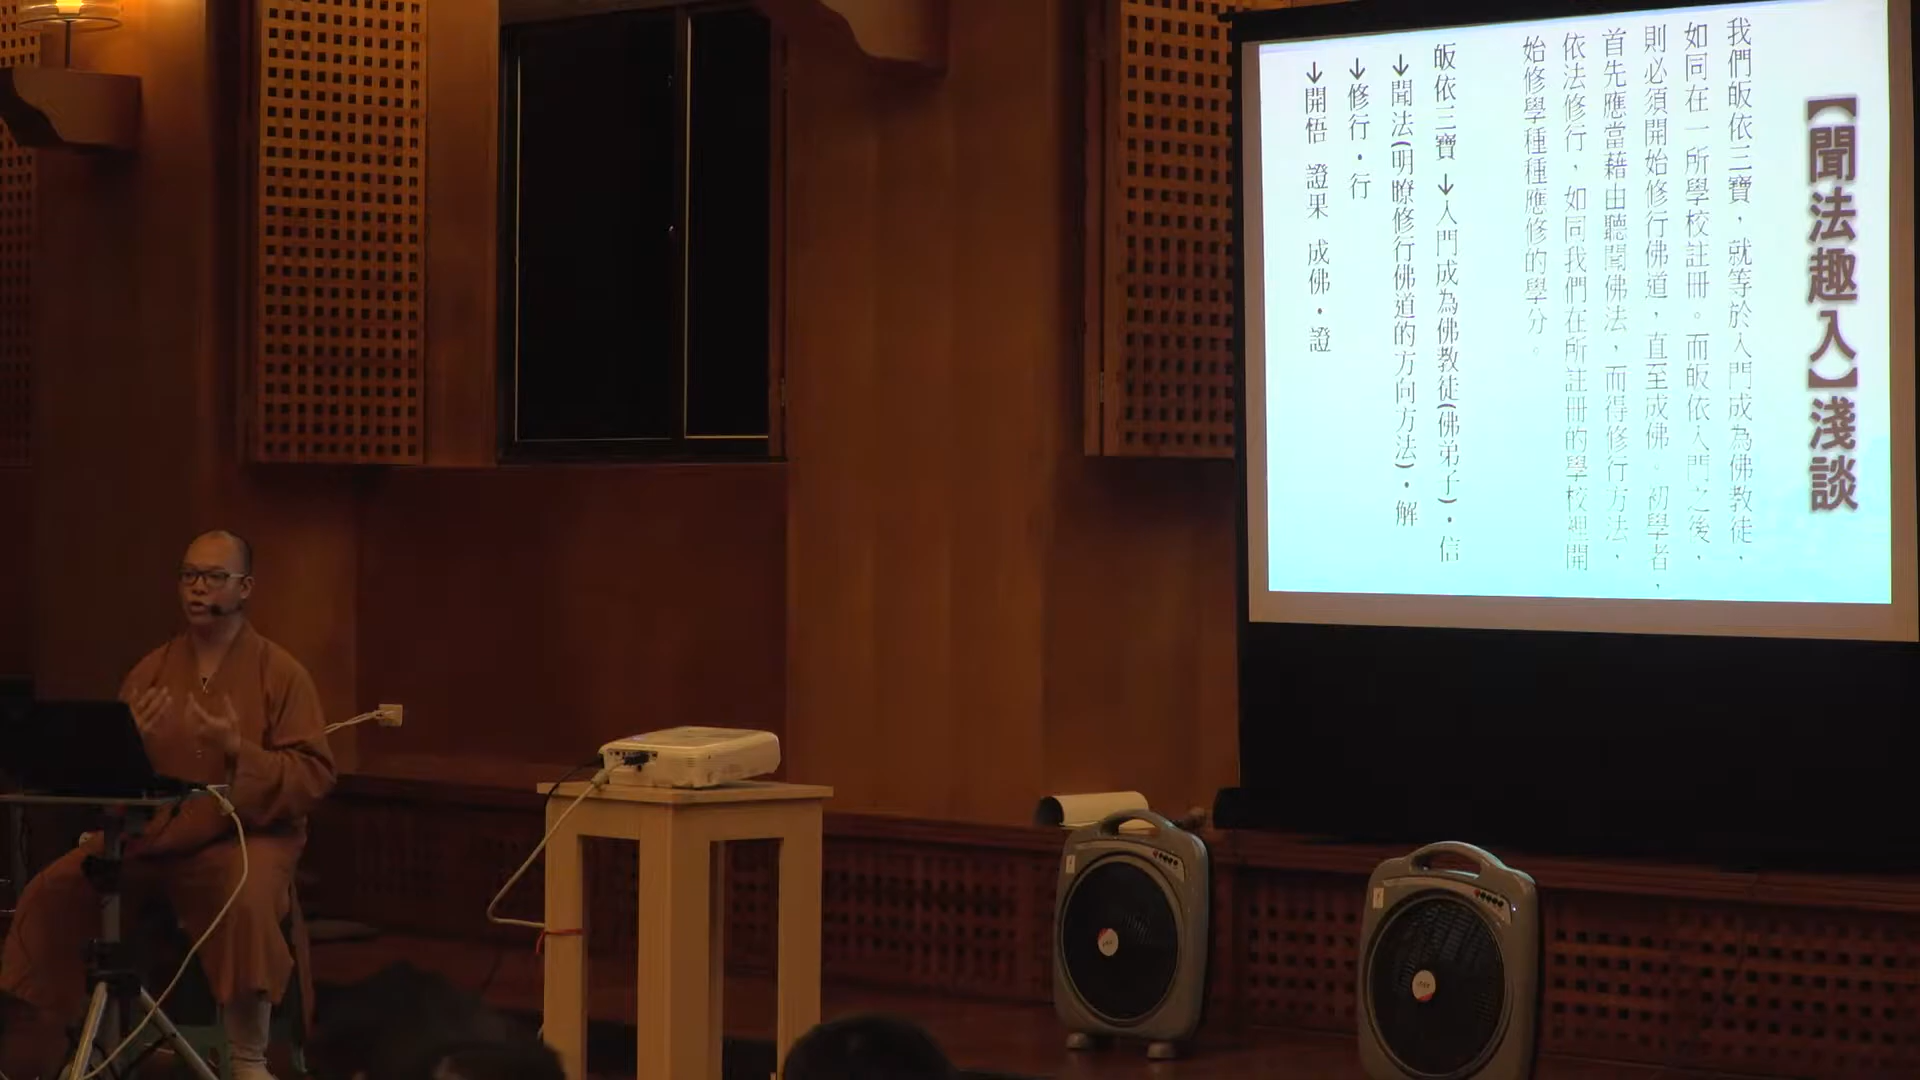 【聞法趣入】淺談
我們皈依三寶，就等於入門成為佛教徒，
如同在一所學校註冊。而皈依入門之後，
則必須開始修行佛道，直至成佛。初學者，
首先應當藉由聽聞佛法，而得修行方法，
依法修行，如同我們在所註冊的學校裡開
始修學種種應修的學分。
皈依三寶↓入門成為佛教徒(佛弟子)．信
↓聞法(明瞭修行佛道的方向方法)．解
↓修行．行
↓開悟 證果 成佛．證